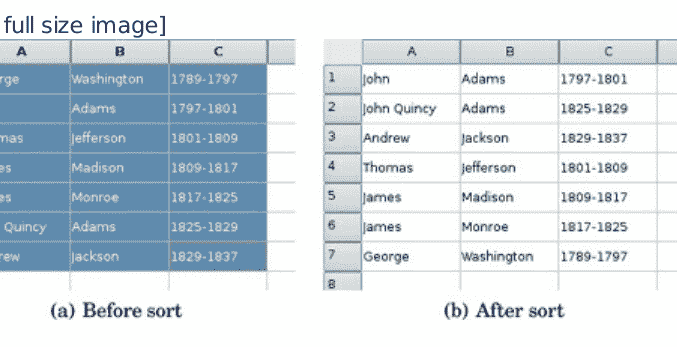 full size image]
A B C
rge Washington 1789-1797
Adams 1797-1801
mas Jefferson 1801-1809
es Madison 1809-1817
es Monroe 1817-1825
Quincy Adams 1825-1829
rew Jackson 1829-1837
(a) Before sort
A B C
1 John Adams 1797-1801
2 John Quincy Adams 1825-1829
3 Andrew Jackson 1829-1837
4 Thomas Jefferson 1801-1809
5 James Madison 1809-1817
6 James Monroe 1817-1825
7 George Washington 1789-1797
8
(b) After sort